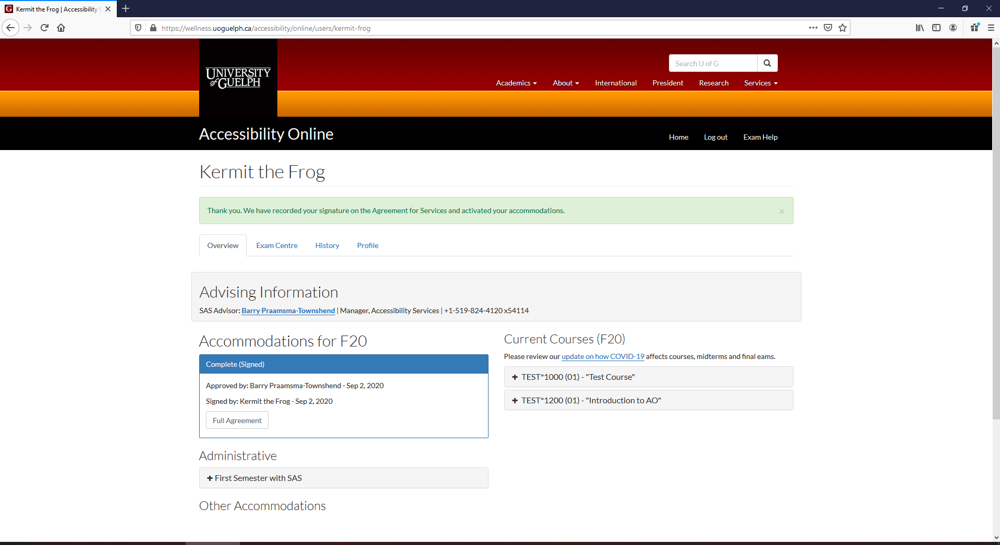 Kermit the Frog | Accessibility
https://wellness.uoguelph.ca/accessibility/online/users/kermit-frog
UNIVERSITY
of GUELPH
Search U of G
Academics About International President Research Services
Accessibility Online
Home Log out Exam Help
Kermit the Frog
Thank you. We have recorded your signature on the Agreement for Services and activated your accommodations.
Overview Exam Centre History Profile
Advising Information
SAS Advisor: Barry Praamsma-Townshend | Manager, Accessibility Services | +1-519-824-4120 x54114
Accommodations for F20
Complete (Signed)
Approved by: Barry Praamsma-Townshend - Sep 2, 2020
Signed by: Kermit the Frog - Sep 2, 2020
Full Agreement
Administrative
First Semester with SAS
Other Accommodations
Current Courses (F20)
Please review our update on how COVID-19 affects courses, midterms and final eams.
TEST*1000 (01) - "Test Course"
TEST*1200 (01) - "Introduction to AO"